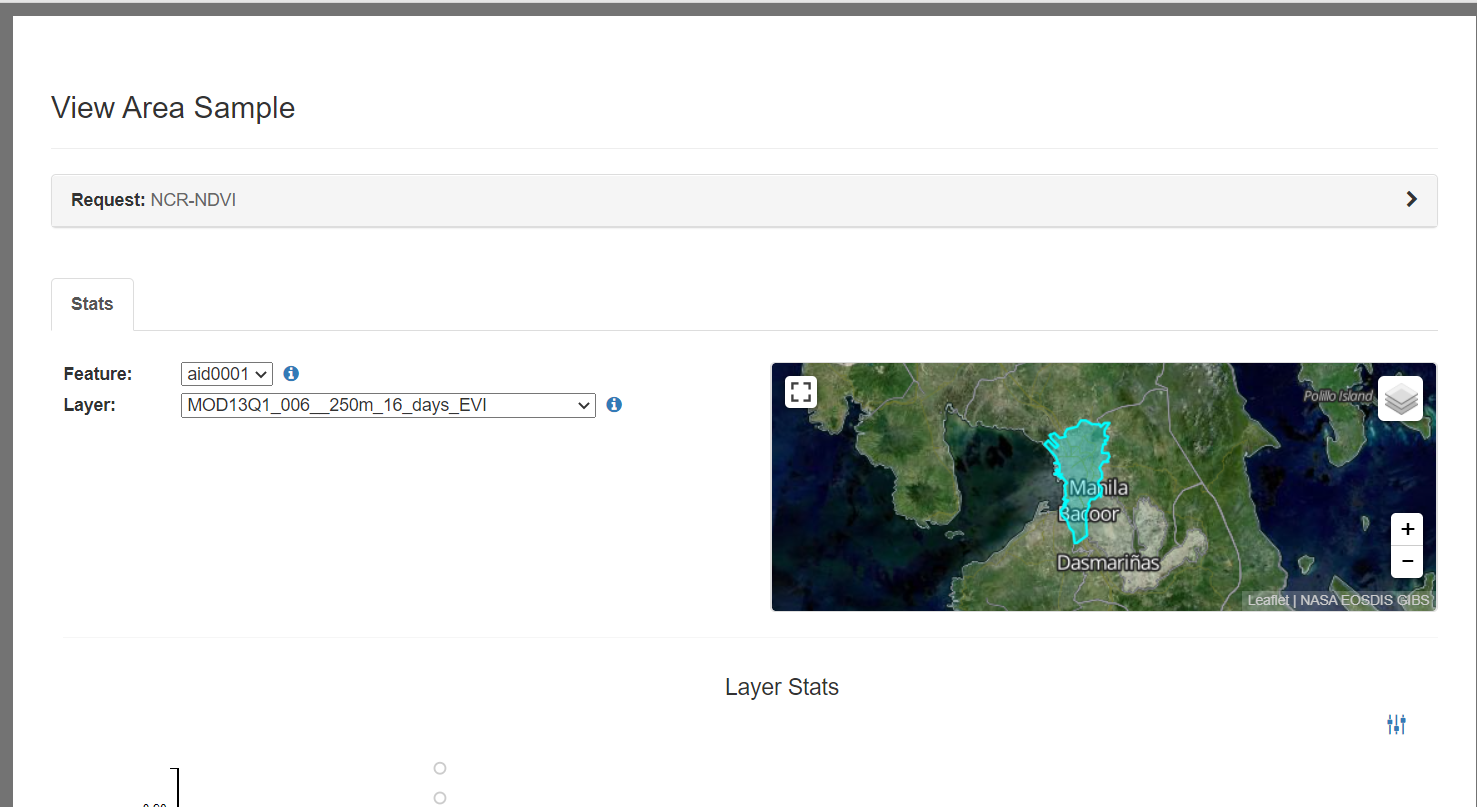 View Area Sample
Request: NCR-NDVI
Stats
Feature: aid0001
Layer: MOD13Q1_006__250m_16_days_EVI
Polillo Island
Manila
Bacoor
Dasmariñas
+
−
Leaflet | NASA EOSDIS GIBS
Layer Stats